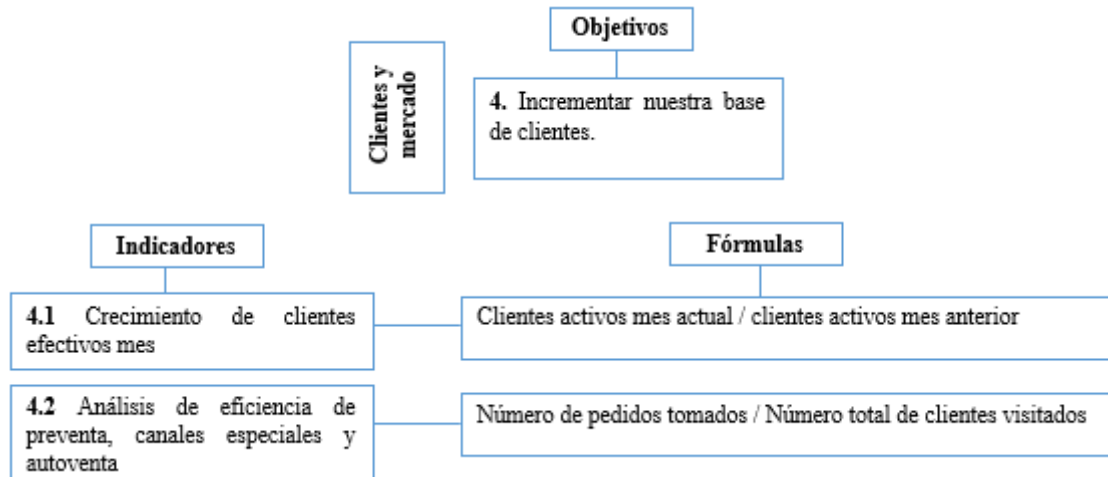 Objetivos
Clientes y
mercado
4. Incrementar nuestra base
de clientes.
Indicadores
Fórmulas
4.1 Crecimiento de clientes
efectivos mes
Clientes activos mes actual / clientes activos mes anterior
4.2 Análisis de eficiencia de
preventa, canales especiales y
autoventa
Número de pedidos tomados / Número total de clientes visitados